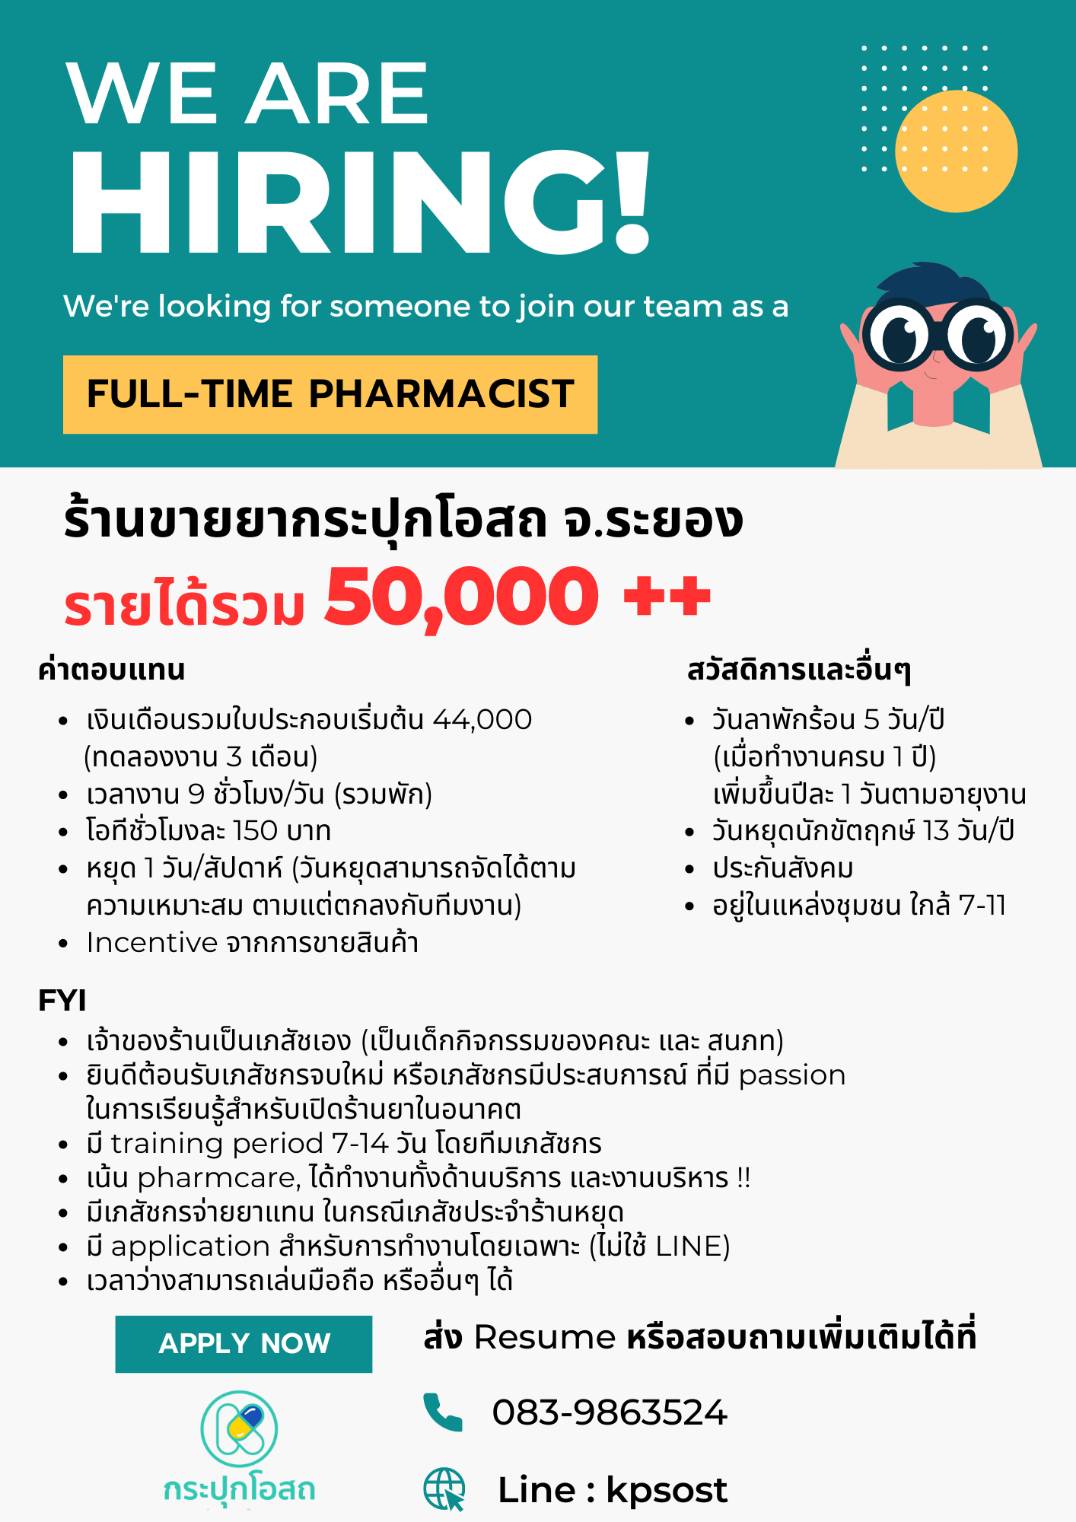 WE ARE
HIRING!
We're looking for someone to join our team as a
FULL-TIME PHARMACIST
ร้านขายยากระปุกโอสถ จ.ระยอง
รายได้รวม 50,000 ++
ค่าตอบแทน
• เงินเดือนรวมใบประกอบเริ่มต้น 44,000
(ทดลองงาน 3 เดือน)
• เวลางาน 9 ชั่วโมง/วัน (รวมพัก)
• โอทีชั่วโมงละ 150 บาท
• หยุด 1 วัน/สัปดาห์ (วันหยุดสามารถจัดได้ตาม
ความเหมาะสม ตามแต่ตกลงกับทีมงาน)
• Incentive จากการขายสินค้า
สวัสดิการและอื่นๆ
• วันลาพักร้อน 5 วัน/ปี
(เมื่อทำงานครบ 1 ปี)
เพิ่มขึ้นปีละ 1 วันตามอายุงาน
• วันหยุดนักขัตฤกษ์ 13 วัน/ปี
• ประกันสังคม
• อยู่ในแหล่งชุมชน ใกล้ 7-11
FYI
• เจ้าของร้านเป็นเภสัชเอง (เป็นเด็กกิจกรรมของคณะ และ สนภท)
• ยินดีต้อนรับเภสัชกรจบใหม่ หรือเภสัชกรมีประสบการณ์ ที่มี passion
ในการเรียนรู้สำหรับเปิดร้านยาในอนาคต
• มี training period 7-14 วัน โดยทีมเภสัชกร
• เน้น pharmcare, ได้ทำงานทั้งด้านบริการ และงานบริหาร !!
• มีเภสัชกรจ่ายยาแทน ในกรณีเภสัชประจำร้านหยุด
• มี application สำหรับการทำงานโดยเฉพาะ (ไม่ใช้ LINE)
• เวลาว่างสามารถเล่นมือถือ หรืออื่นๆ ได้
APPLY NOW
กระปุกโอสถ
ส่ง Resume หรือสอบถามเพิ่มเติมได้ที่
083-9863524
Line : kpsost